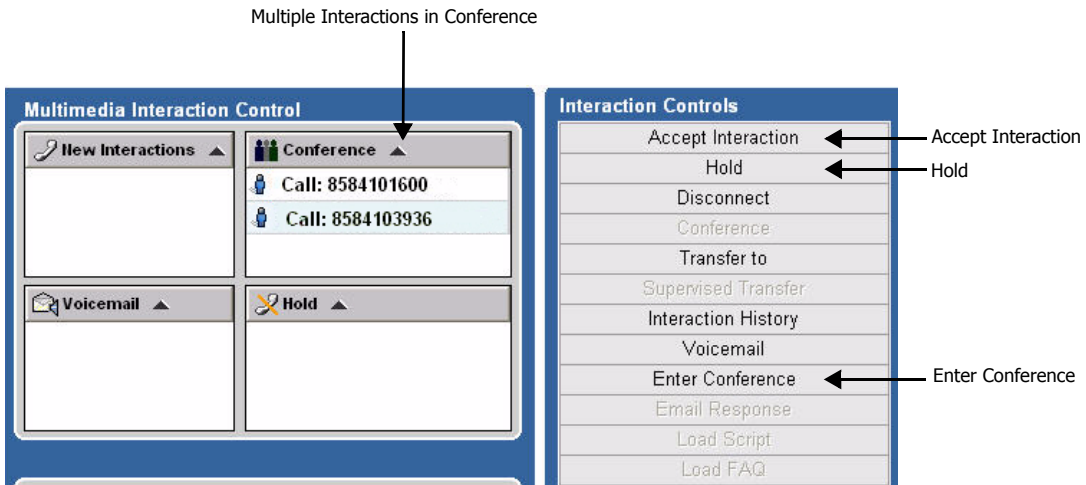 Multiple Interactions in Conference
Multimedia Interaction Control
New Interactions
Conference
Call: 8584101600
Call: 8584103936
Voicemail
Hold
Interaction Controls
Accept Interaction
Hold
Disconnect
Conference
Transfer to
Supervised Transfer
Interaction History
Voicemail
Enter Conference
Email Response
Load Script
Load FAQ
Accept Interaction
Hold
Enter Conference